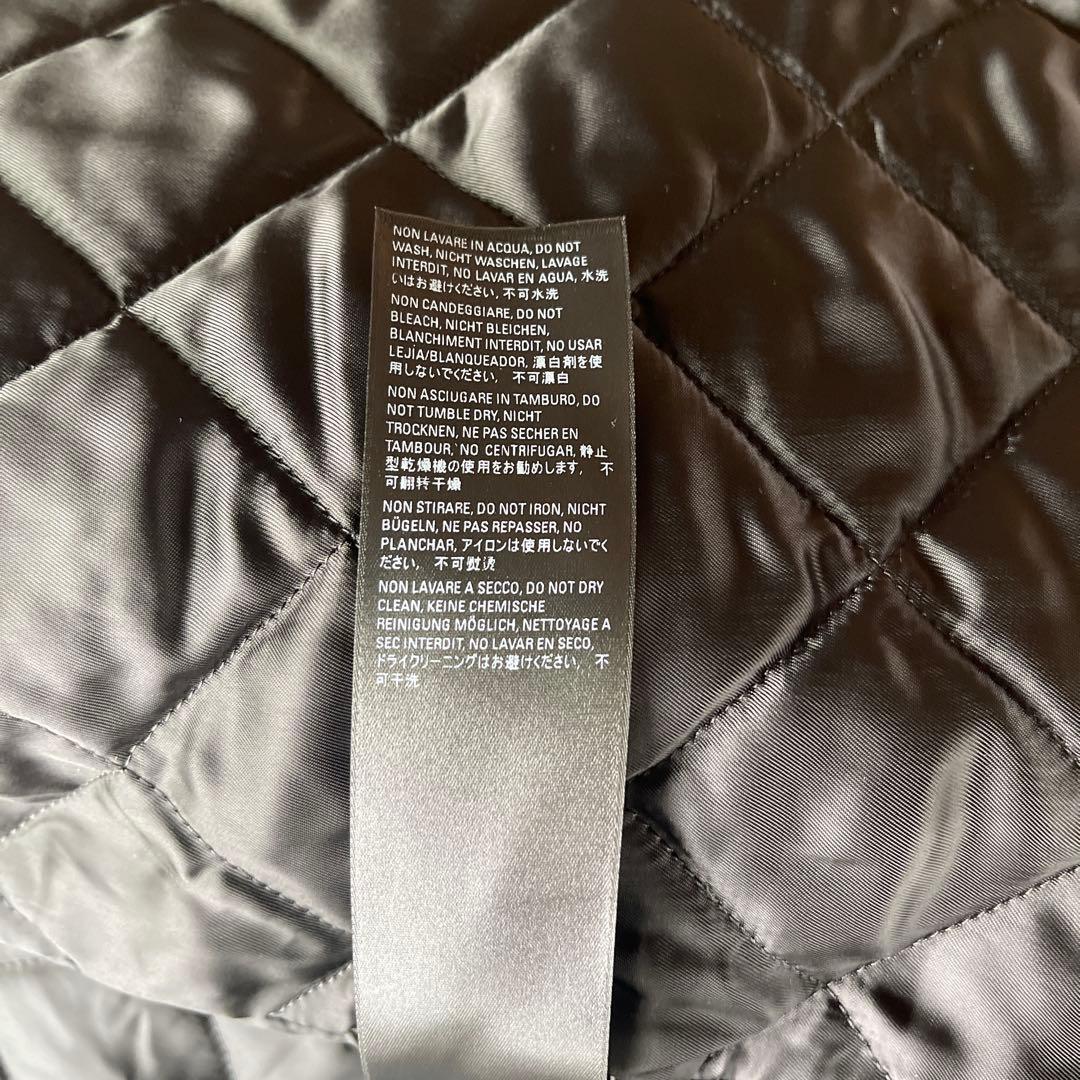 NON LAVARE IN ACQUA, DO NOT
WASH, NICHT WASCHEN, LAVAGE
INTERDIT, NO LAVAR EN AGUA, 水洗
いはお避けください, 不可水洗
NON CANDEGGIARE, DO NOT
BLEACH, NICHT BLEICHEN,
BLANCHIMENT INTERDIT, NO USAR
LEJÍA/BLANQUEADOR, 漂白剤を使
用しないでください, 不可漂白
NON ASCIUGARE IN TAMBURO, DO
NOT TUMBLE DRY, NICHT
TROCKNEN, NE PAS SECHER EN
TAMBOUR, NO CENTRIFUGAR, 静止
型乾燥機の使用をお勧めします, 不
可翻转干燥
NON STIRARE, DO NOT IRON, NICHT
BÜGELN, NE PAS REPASSER, NO
PLANCHAR, アイロンは使用しないでく
ださい, 不可熨烫
NON LAVARE A SECCO, DO NOT DRY
CLEAN, KEINE CHEMISCHE
REINIGUNG MÖGLICH, NETTOYAGE A
SEC INTERDIT, NO LAVAR EN SECO,
ドライクリーニングはお避けください, 不
可干洗